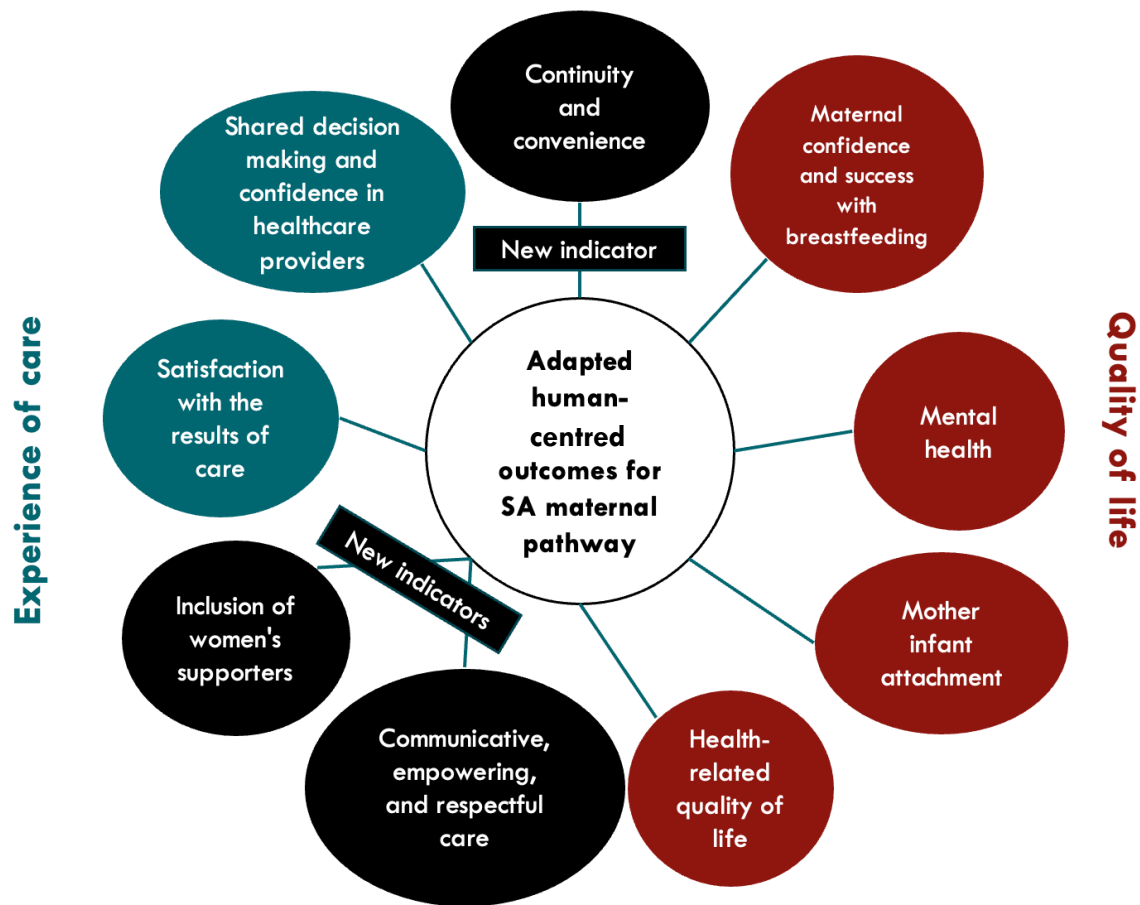 Continuity
and
convenience
Shared decision
making and
confidence in
healthcare
providers
Maternal
confidence
and success
with
breastfeeding
New indicator
Experience of care
Quality of life
Adapted
human-
centred
outcomes for
SA maternal
pathway
Satisfaction
with the
results of
care
Mental
health
New indicators
Inclusion of
women's
supporters
Mother
infant
attachment
Communicative,
empowering,
and respectful
care
Health-
related
quality of
life